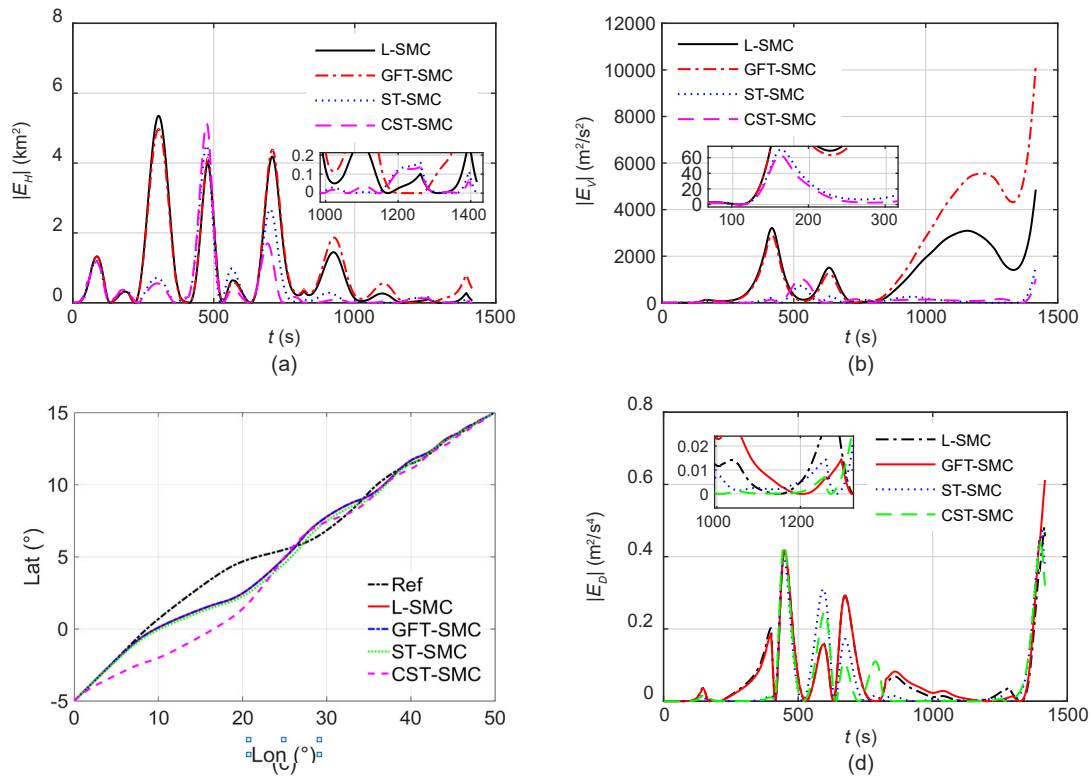 (a)
|E_H| (km²)
8
6
4
2
0
L-SMC
GFT-SMC
ST-SMC
CST-SMC
0.2
0.1
0
1000 1200 1400
0 500 1000 1500
t (s)
(b)
|E_V| (m²/s²)
12000
10000
8000
6000
4000
2000
0
L-SMC
GFT-SMC
ST-SMC
CST-SMC
60
40
20
0
100 200 300
0 500 1000 1500
t (s)
Lat (°)
15
10
5
0
-5
Ref
L-SMC
GFT-SMC
ST-SMC
CST-SMC
0 10 20 30 40 50
Lon (°)
(c)
|E_D| (m²/s⁴)
0.8
0.6
0.4
0.2
0
0.02
0.01
0
1000 1200
L-SMC
GFT-SMC
ST-SMC
CST-SMC
0 500 1000 1500
t (s)
(d)